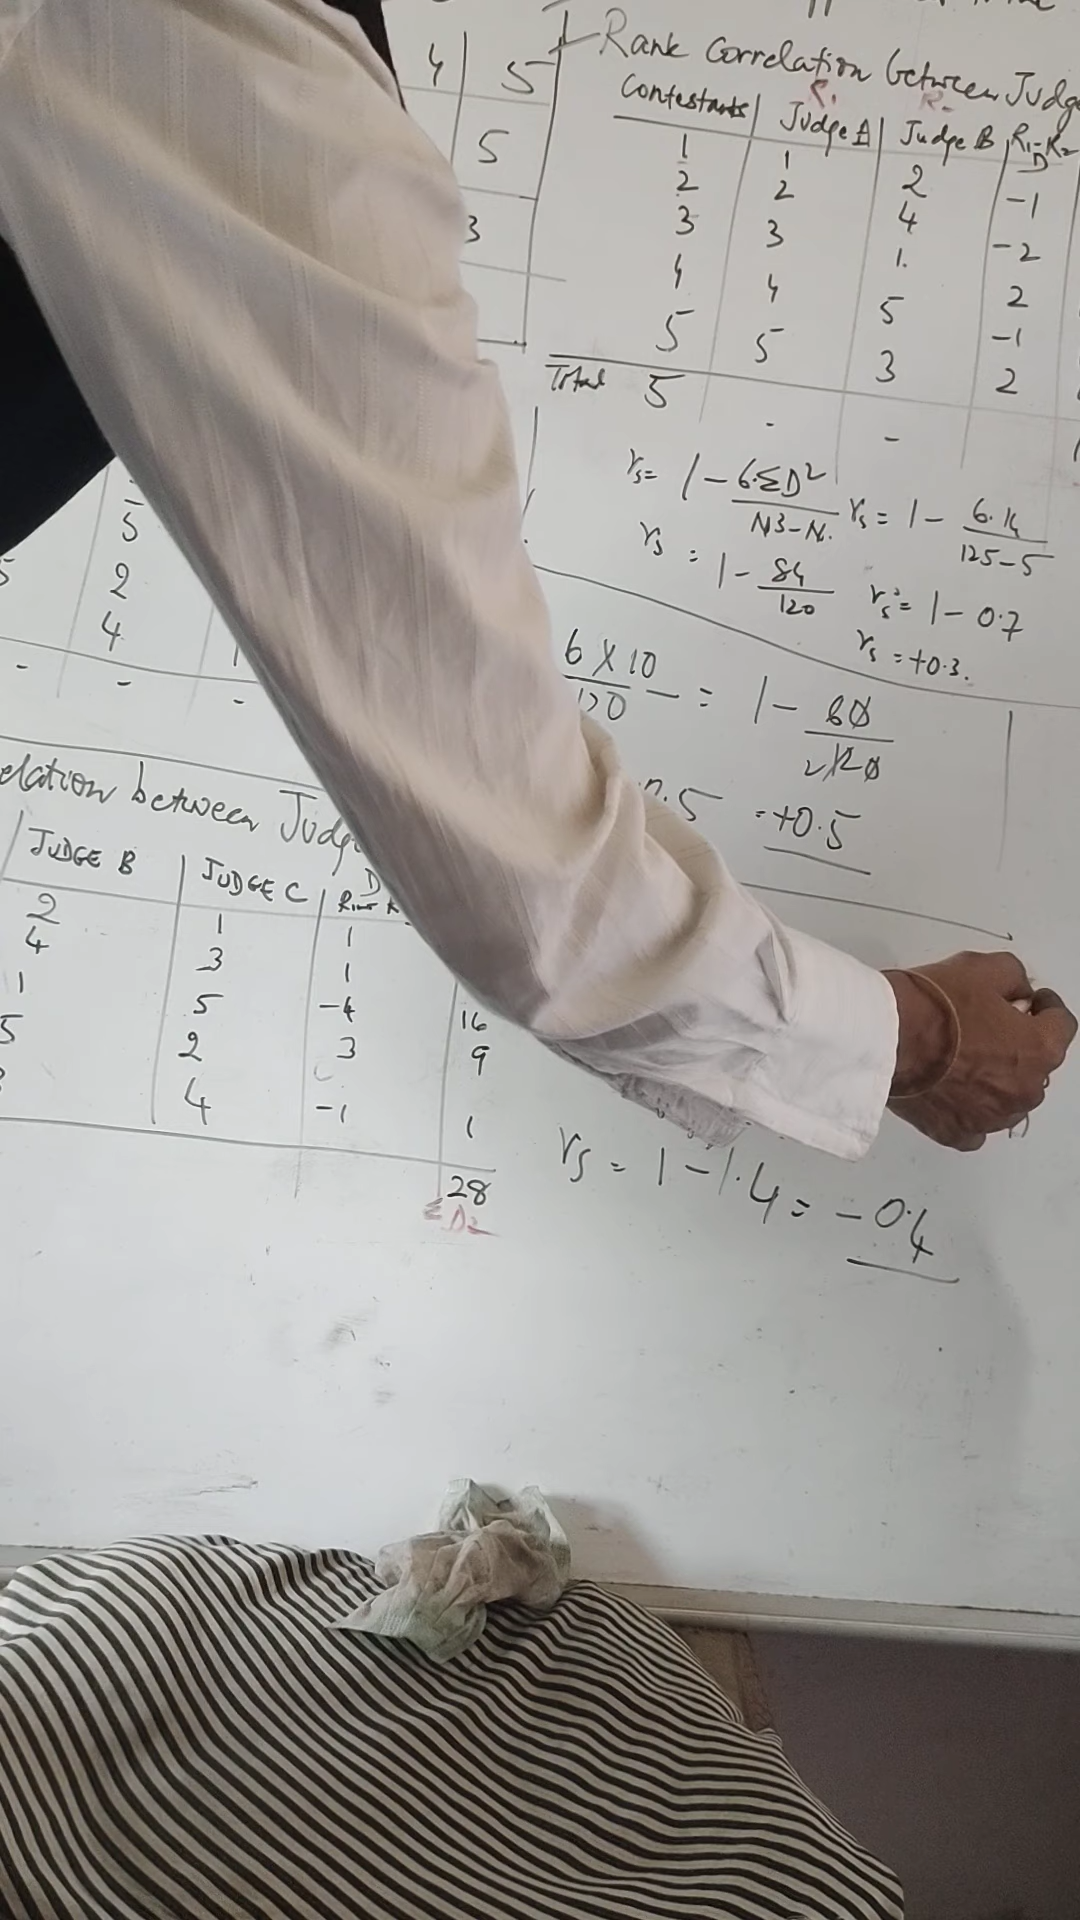 4 5
5
3
Rank Correlation between Judge
R1 R2
Contestants Judge A Judge B R1-R2
D
1 1 2 -1
2 2 4 -2
3 3 1. 2
4 4 5 -1
5 5 3 2
Total 5 - -
rs= 1 - 6.ΣD² / N3-N. rs = 1 - 6.14 / 125-5
rs = 1 - 84 / 120 rs = 1 - 0.7
rs = +0.3.
5
2
4
- - -
6 X 10 / 120 = 1 - 60 / 120
2
0.5 = +0.5
elation between Judge
JUDGE B JUDGE C D
2 1 1
4 3 1
1 5 -4 16
5 2 3 9
4 -1 1
28
ΣD2
rs = 1 - 1.4 = -0.4